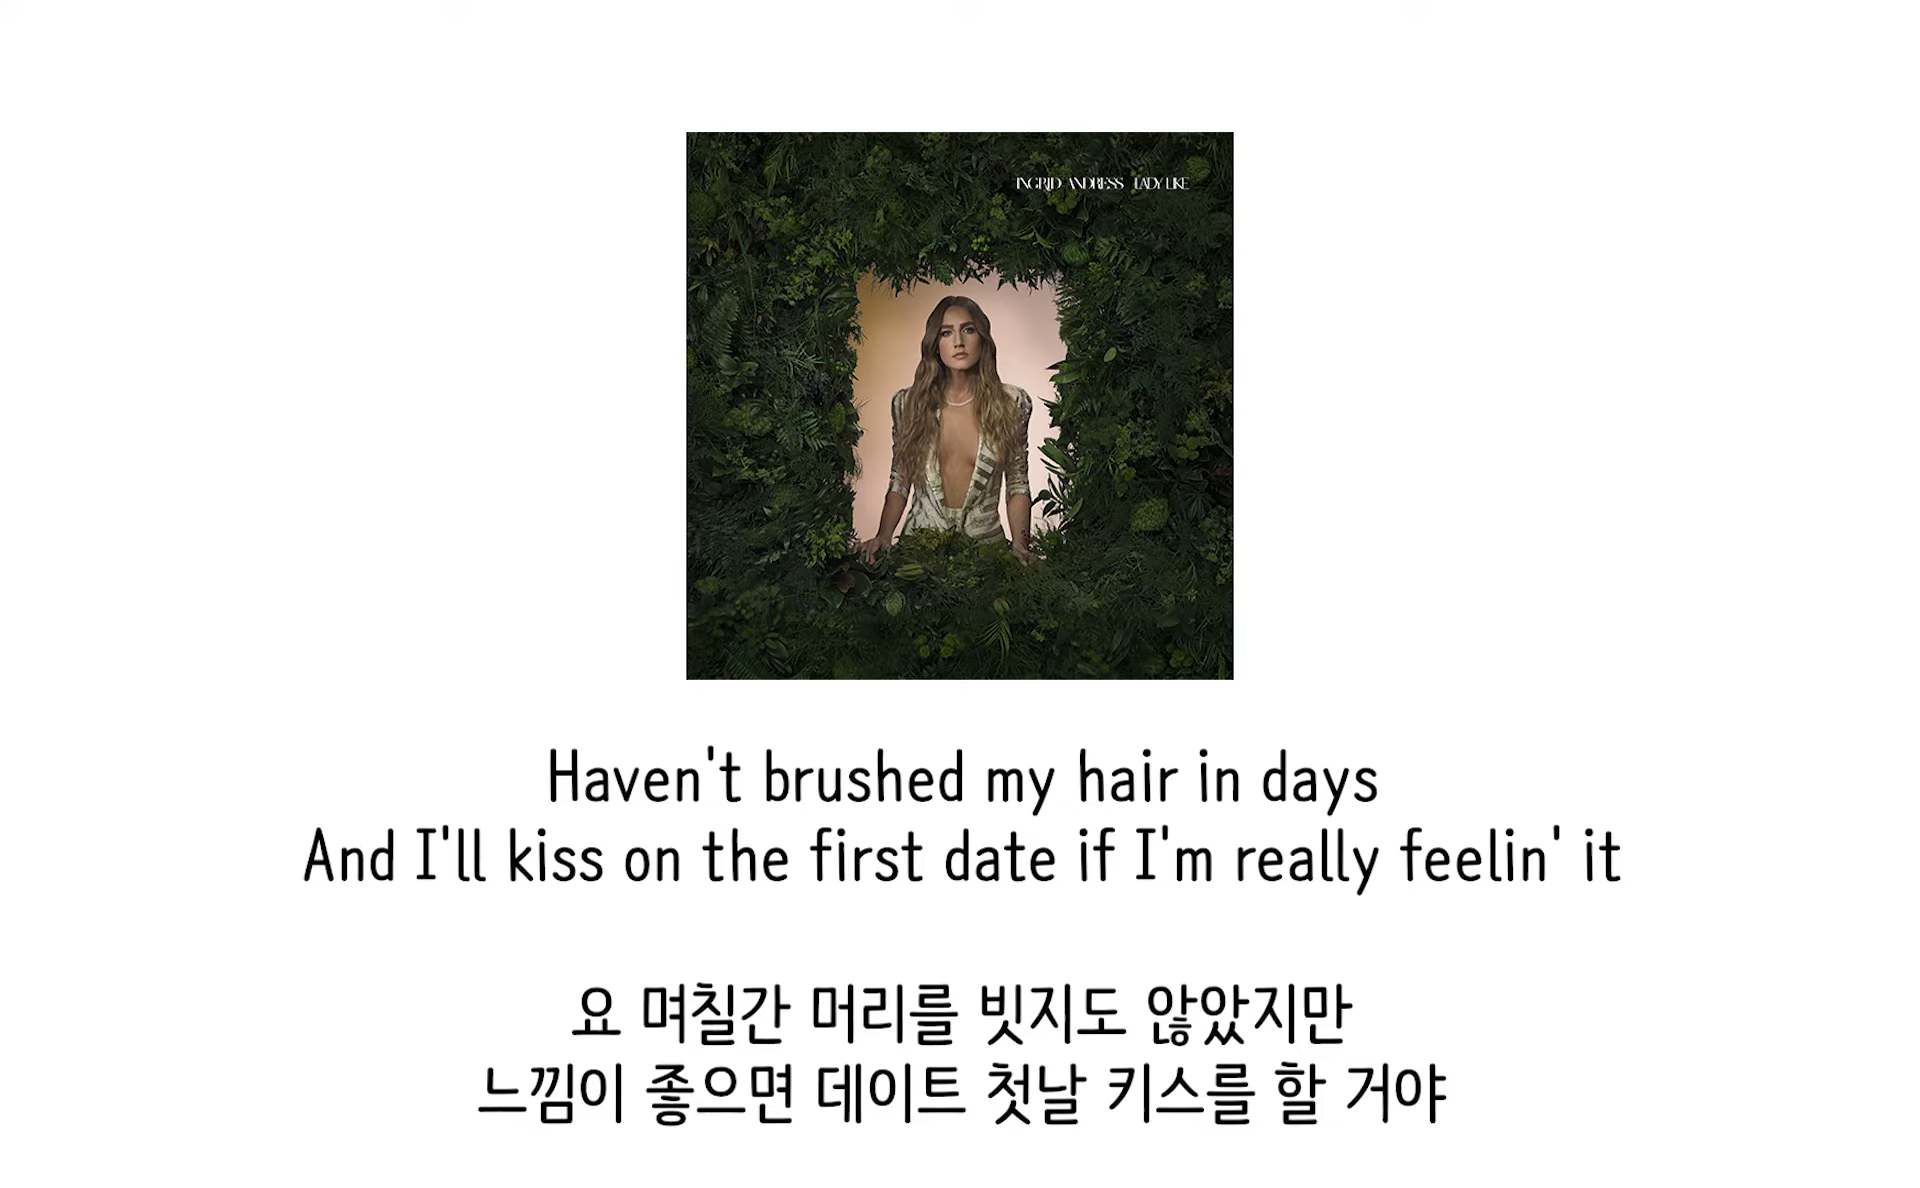 INGRID ANDRESS LADY LIKE
Haven't brushed my hair in days
And I'll kiss on the first date if I'm really feelin' it
요 며칠간 머리를 빗지도 않았지만
느낌이 좋으면 데이트 첫날 키스를 할 거야